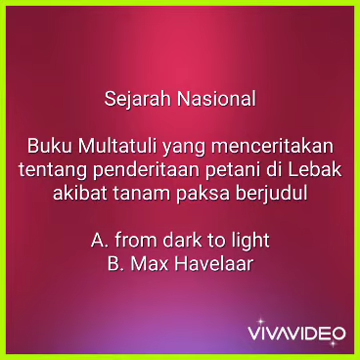 Sejarah Nasional
Buku Multatuli yang menceritakan
tentang penderitaan petani di Lebak
akibat tanam paksa berjudul
A. from dark to light
B. Max Havelaar
VIVAVIDEO